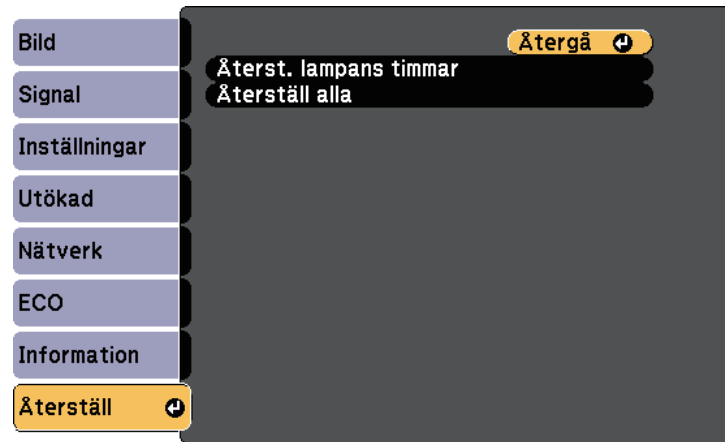 Bild
Signal
Inställningar
Utökad
Nätverk
ECO
Information
Återställ
Återgå
Återst. lampans timmar
Återställ alla